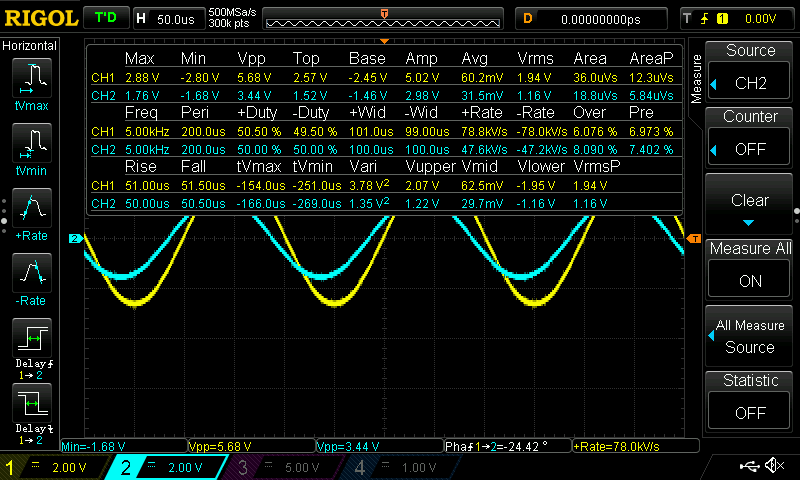 RIGOL T'D H 50.0us 500MSa/s 300k pts T D 0.00000000ps T 1 0.00V
Horizontal
tVmax
tVmin
+Rate
-Rate
Delay
1→2
Delay
1→2
Max Min Vpp Top Base Amp Avg Vrms Area AreaP
CH1 2.88 V -2.80 V 5.68 V 2.57 V -2.45 V 5.02 V 60.2mV 1.94 V 36.0uVs 12.3uVs
CH2 1.76 V -1.68 V 3.44 V 1.52 V -1.46 V 2.98 V 31.5mV 1.16 V 18.8uVs 5.84uVs
Freq Peri +Duty -Duty +Wid -Wid +Rate -Rate Over Pre
CH1 5.00kHz 200.0us 50.50 % 49.50 % 101.0us 99.00us 78.8kV/s -78.0kV/s 6.076 % 6.973 %
CH2 5.00kHz 200.0us 50.00 % 50.00 % 100.0us 100.0us 47.6kV/s -47.2kV/s 8.090 % 7.402 %
Rise Fall tVmax tVmin Vari Vupper Vmid Vlower VrmsP
CH1 51.00us 51.50us -154.0us -251.0us 3.78 V² 2.07 V 62.5mV -1.95 V 1.94 V
CH2 50.00us 50.50us -166.0us -269.0us 1.35 V² 1.22 V 29.7mV -1.16 V 1.16 V
2
T
Measure
Source
CH2
Counter
OFF
Clear
Measure All
ON
All Measure
Source
Statistic
OFF
Min=-1.68 V Vpp=5.68 V Vpp=3.44 V Pha1→2=-24.42 ° +Rate=78.0kV/s
1 2.00 V 2 2.00 V 3 5.00 V 4 1.00 V